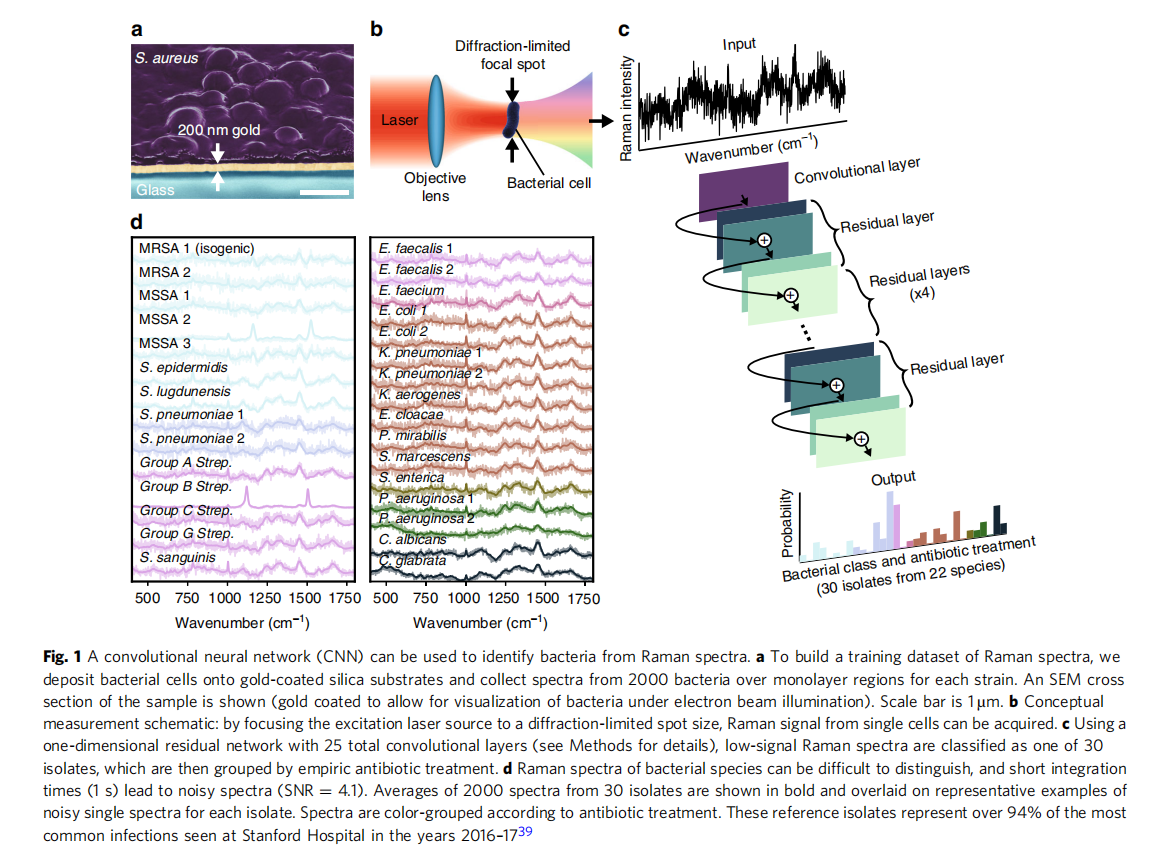 a
S. aureus
200 nm gold
Glass
b
Diffraction-limited
focal spot
Laser
Objective
lens
Bacterial cell
c
Input
Raman intensity
Wavenumber (cm⁻¹)
Convolutional layer
Residual layer
Residual layers
(x4)
Residual layer
Output
Probability
Bacterial class and antibiotic treatment
(30 isolates from 22 species)
d
MRSA 1 (isogenic)
MRSA 2
MSSA 1
MSSA 2
MSSA 3
S. epidermidis
S. lugdunensis
S. pneumoniae 1
S. pneumoniae 2
Group A Strep.
Group B Strep.
Group C Strep.
Group G Strep.
S. sanguinis
500 750 1000 1250 1500 1750
Wavenumber (cm⁻¹)
E. faecalis 1
E. faecalis 2
E. faecium
E. coli 1
E. coli 2
K. pneumoniae 1
K. pneumoniae 2
K. aerogenes
E. cloacae
P. mirabilis
S. marcescens
S. enterica
P. aeruginosa 1
P. aeruginosa 2
C. albicans
C. glabrata
500 750 1000 1250 1500 1750
Wavenumber (cm⁻¹)
Fig. 1 A convolutional neural network (CNN) can be used to identify bacteria from Raman spectra. a To build a training dataset of Raman spectra, we
deposit bacterial cells onto gold-coated silica substrates and collect spectra from 2000 bacteria over monolayer regions for each strain. An SEM cross
section of the sample is shown (gold coated to allow for visualization of bacteria under electron beam illumination). Scale bar is 1 μm. b Conceptual
measurement schematic: by focusing the excitation laser source to a diffraction-limited spot size, Raman signal from single cells can be acquired. c Using a
one-dimensional residual network with 25 total convolutional layers (see Methods for details), low-signal Raman spectra are classified as one of 30
isolates, which are then grouped by empiric antibiotic treatment. d Raman spectra of bacterial species can be difficult to distinguish, and short integration
times (1 s) lead to noisy spectra (SNR = 4.1). Averages of 2000 spectra from 30 isolates are shown in bold and overlaid on representative examples of
noisy single spectra for each isolate. Spectra are color-grouped according to antibiotic treatment. These reference isolates represent over 94% of the most
common infections seen at Stanford Hospital in the years 2016–17³⁹